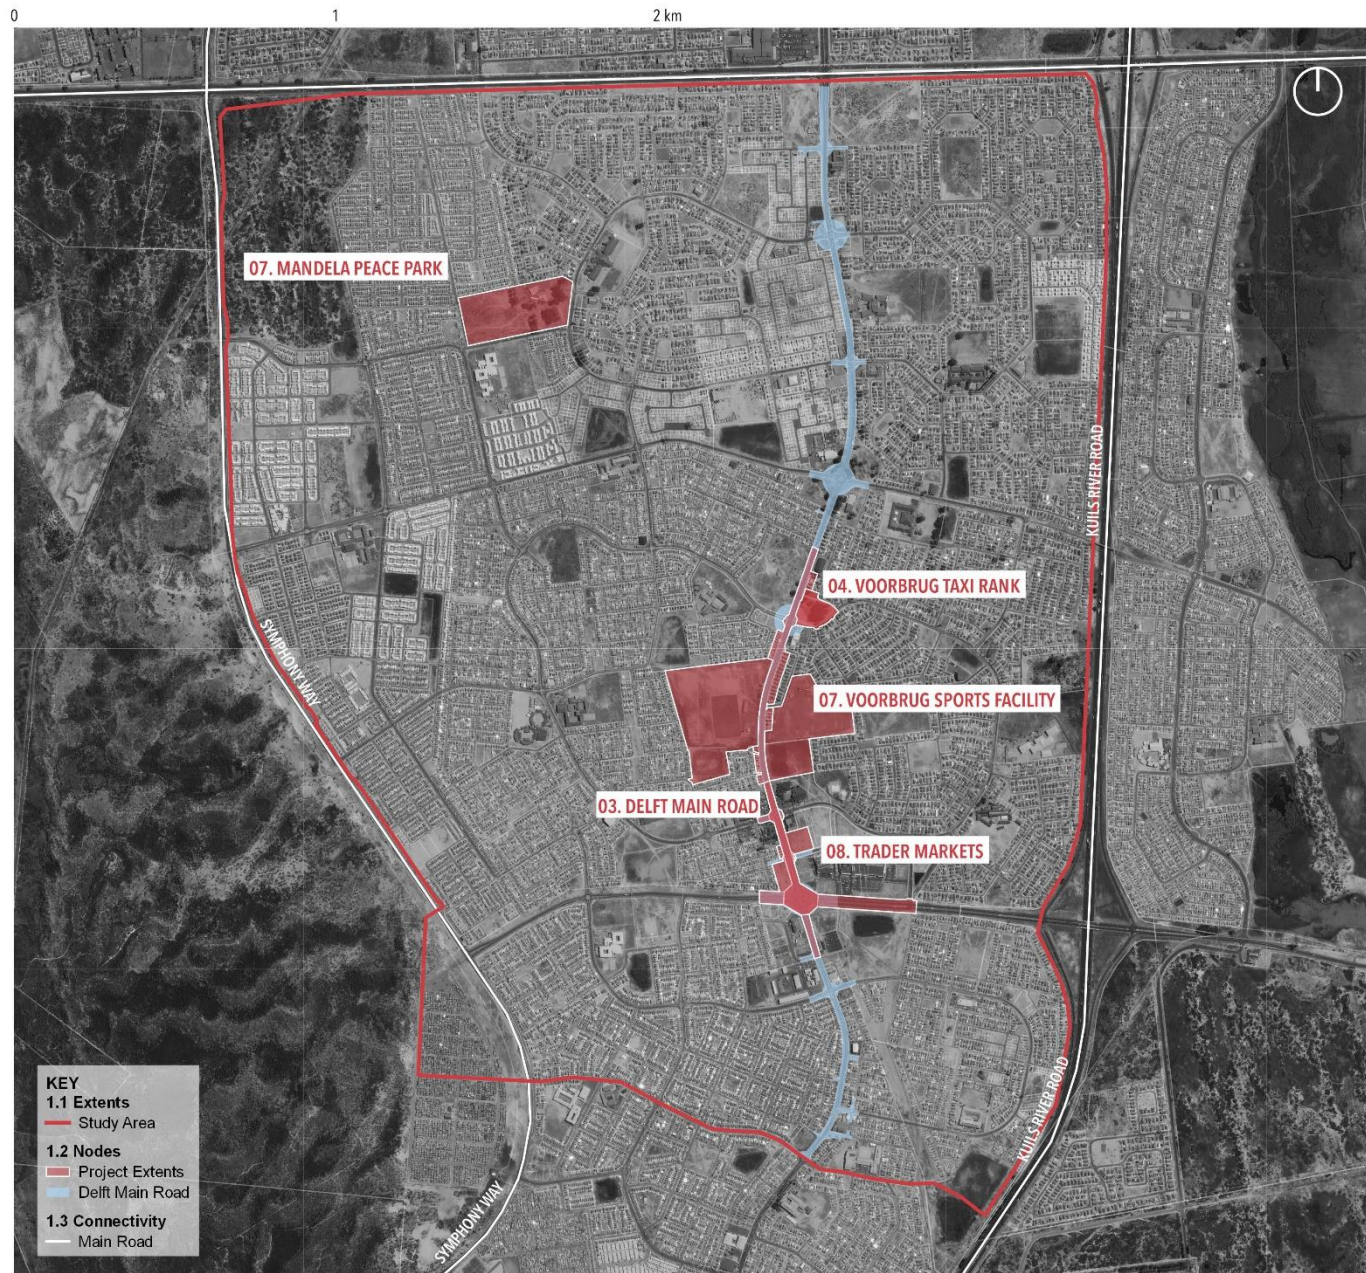 0 1 2 km
07. MANDELA PEACE PARK
KUILS RIVER ROAD
04. VOORBRUG TAXI RANK
SYMPHONY WAY
07. VOORBRUG SPORTS FACILITY
03. DELFT MAIN ROAD
08. TRADER MARKETS
KUILS RIVER ROAD
SYMPHONY WAY
KEY
1.1 Extents
Study Area
1.2 Nodes
Project Extents
Delft Main Road
1.3 Connectivity
Main Road